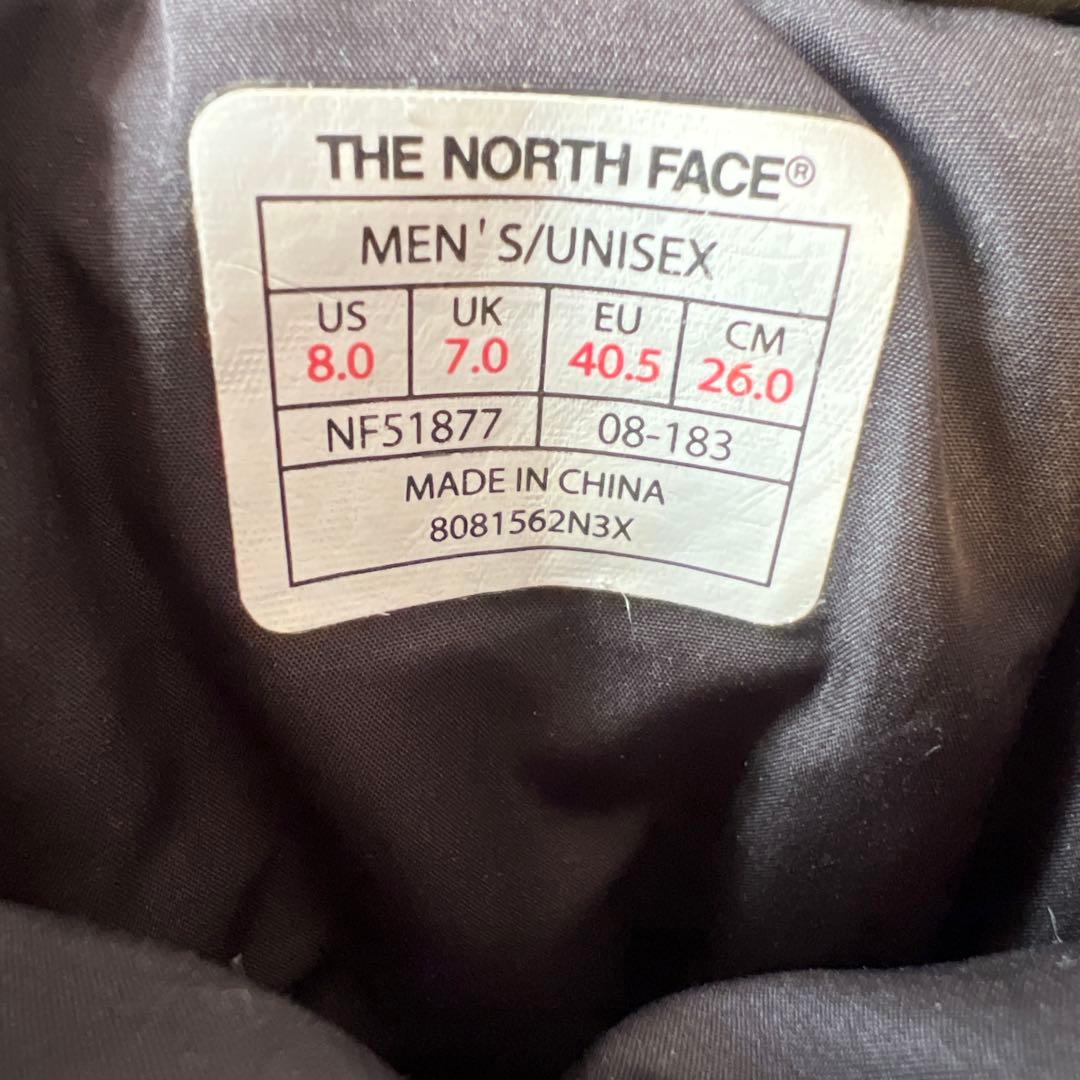 THE NORTH FACE®
MEN'S/UNISEX
US UK EU CM
8.0 7.0 40.5 26.0
NF51877 08-183
MADE IN CHINA
8081562N3X